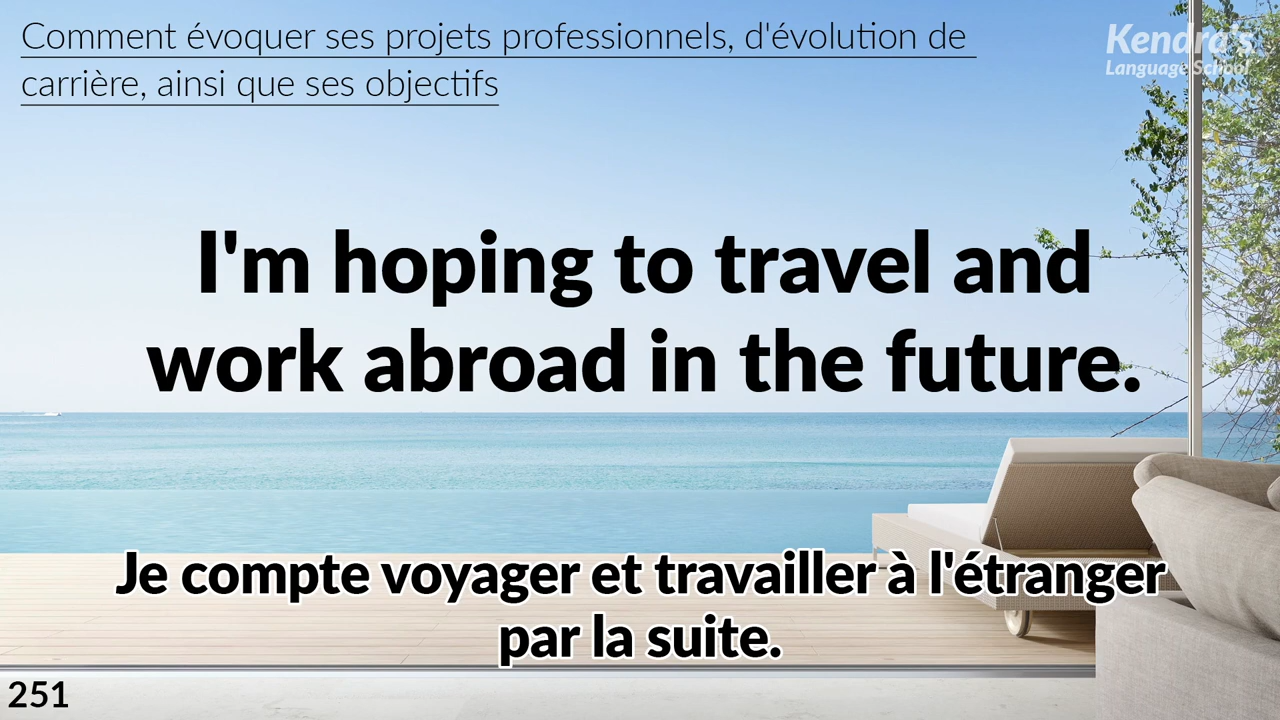 Comment évoquer ses projets professionnels, d'évolution de
carrière, ainsi que ses objectifs
Kendra's
Language School
I'm hoping to travel and
work abroad in the future.
Je compte voyager et travailler à l'étranger
par la suite.
251